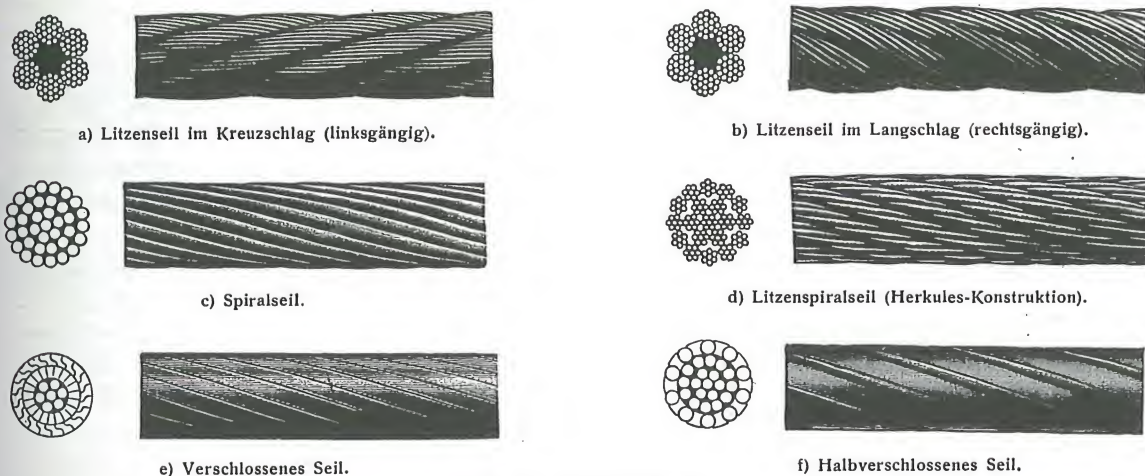 a) Litzenseil im Kreuzschlag (linksgängig).
b) Litzenseil im Langschlag (rechtsgängig).
c) Spiralseil.
d) Litzenspiralseil (Herkules-Konstruktion).
e) Verschlossenes Seil.
f) Halbverschlossenes Seil.